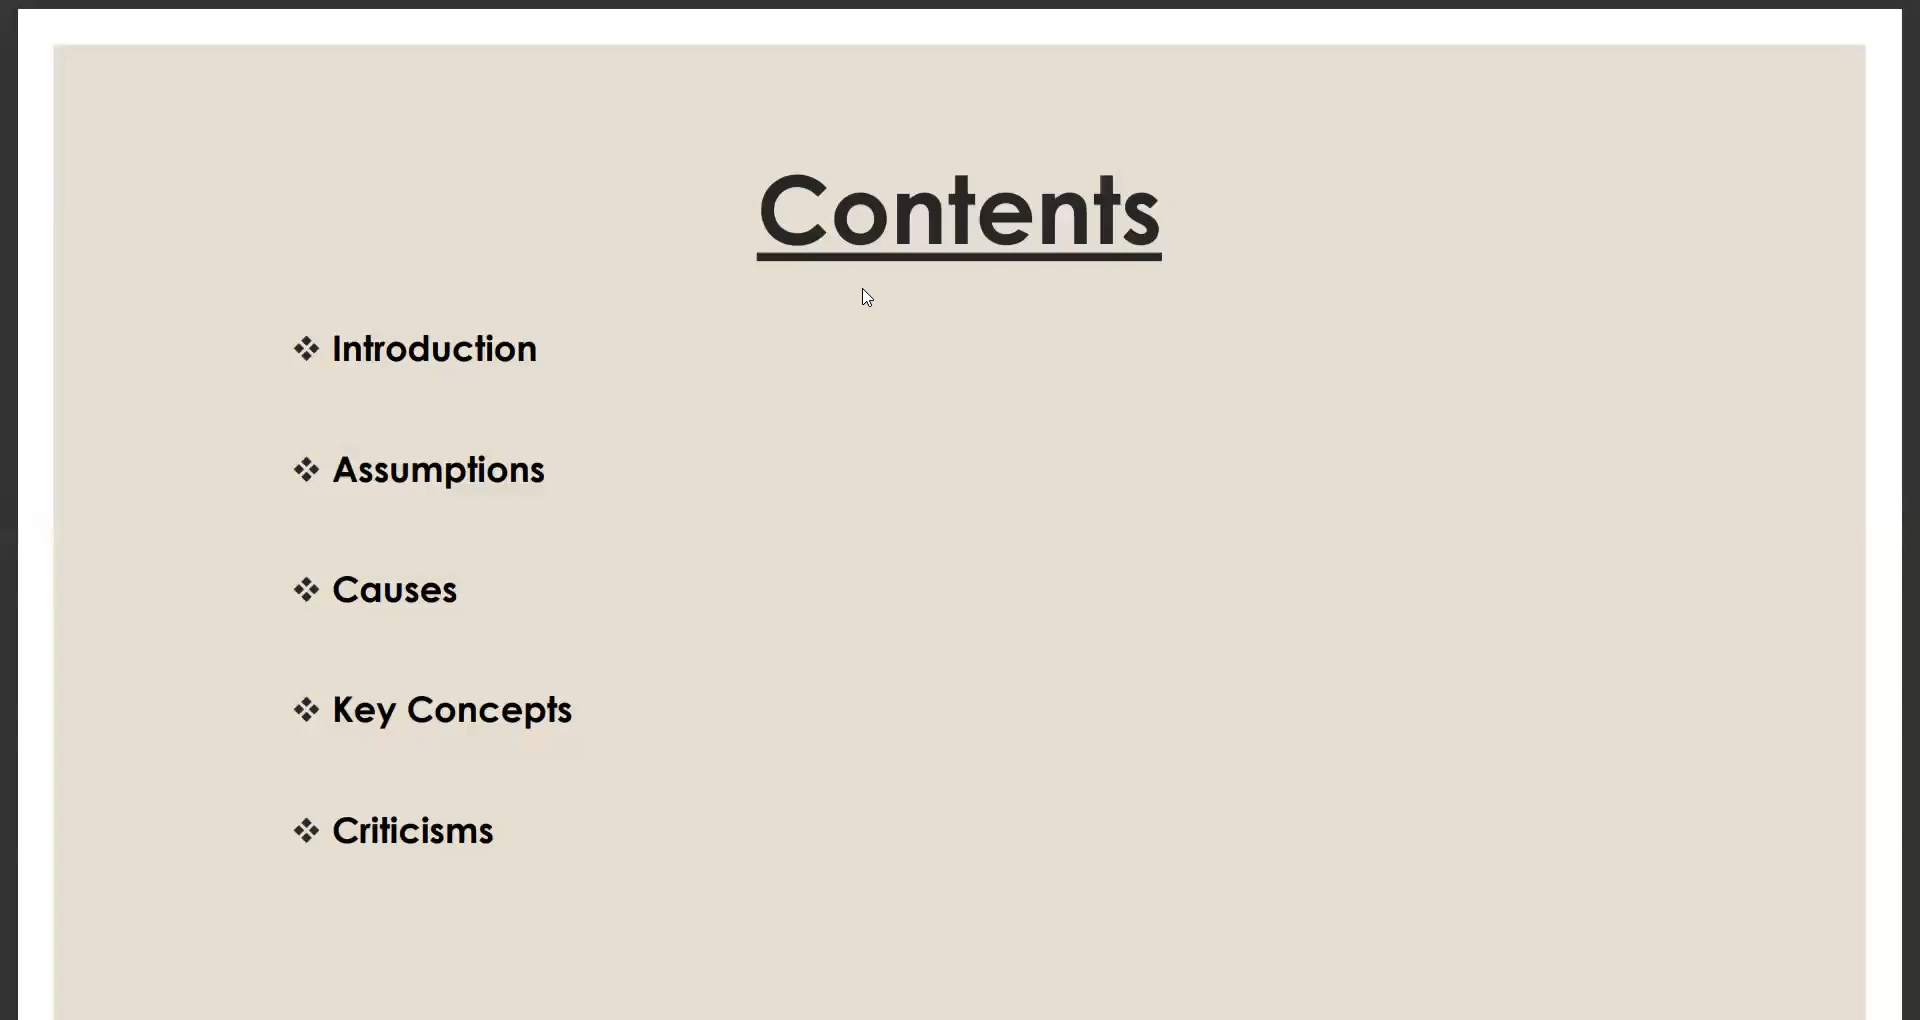 Contents
❖ Introduction
❖ Assumptions
❖ Causes
❖ Key Concepts
❖ Criticisms